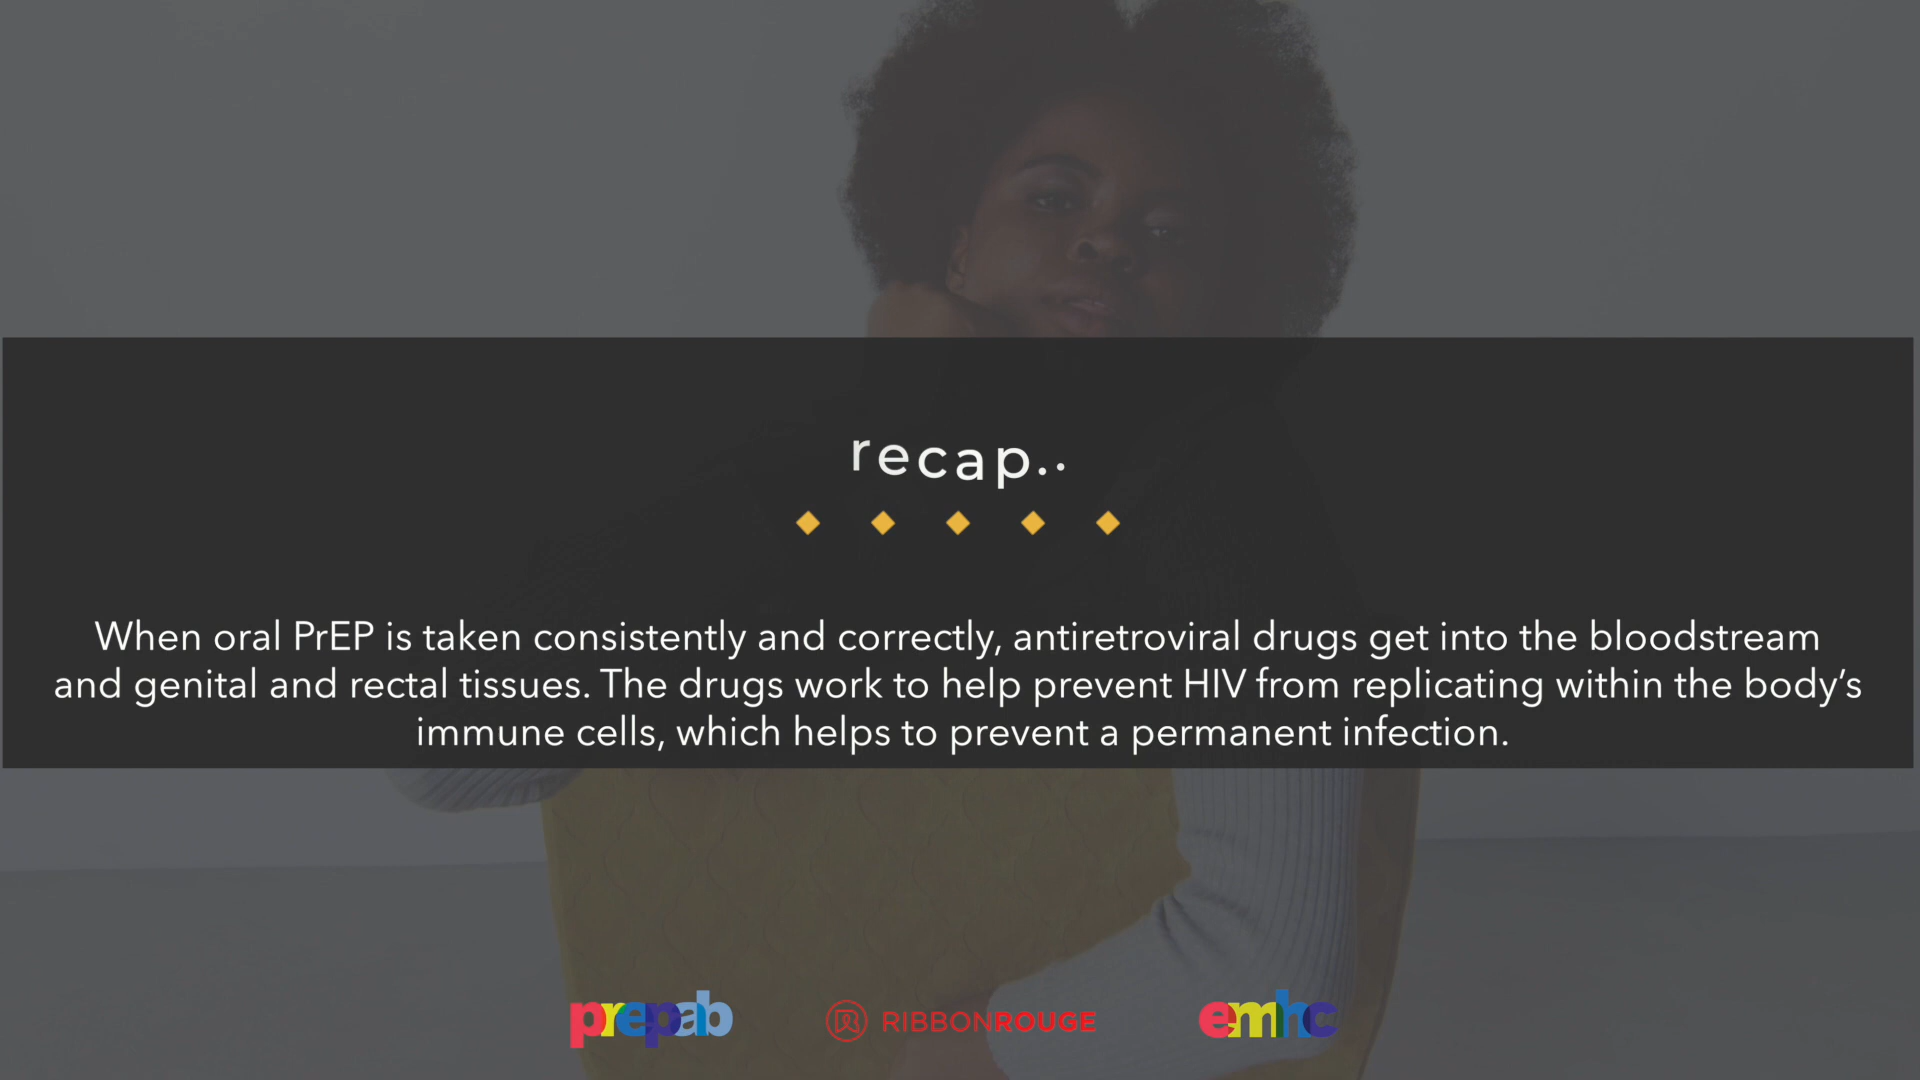 recap..
When oral PrEP is taken consistently and correctly, antiretroviral drugs get into the bloodstream
and genital and rectal tissues. The drugs work to help prevent HIV from replicating within the body’s
immune cells, which helps to prevent a permanent infection.
prepab RIBBONROUGE emhc